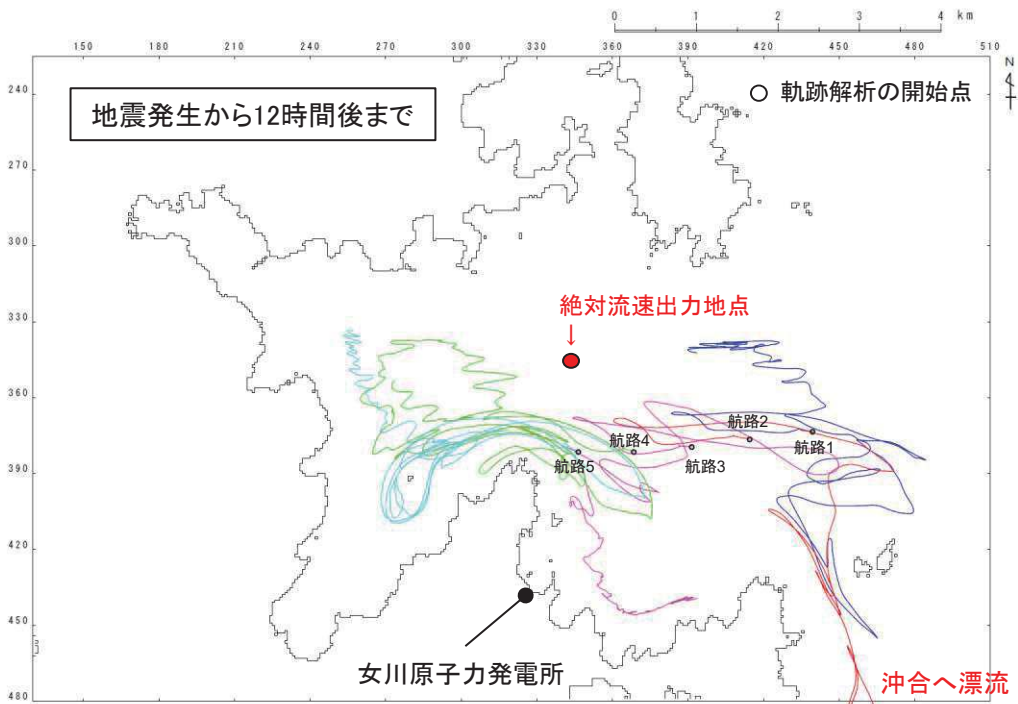 0 1 2 3 4 km
150 180 210 240 270 300 330 360 390 420 450 480 510
N
240
地震発生から12時間後まで
軌跡解析の開始点
270
300
330
絶対流速出力地点
↓
360
航路2
航路4
航路1
390
航路5
航路3
420
450
女川原子力発電所
沖合へ漂流
480